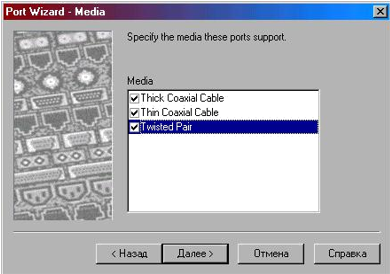 Port Wizard - Media
Specify the media these ports support.
Media
Thick Coaxial Cable
Thin Coaxial Cable
Twisted Pair
< Назад Далее > Отмена Справка